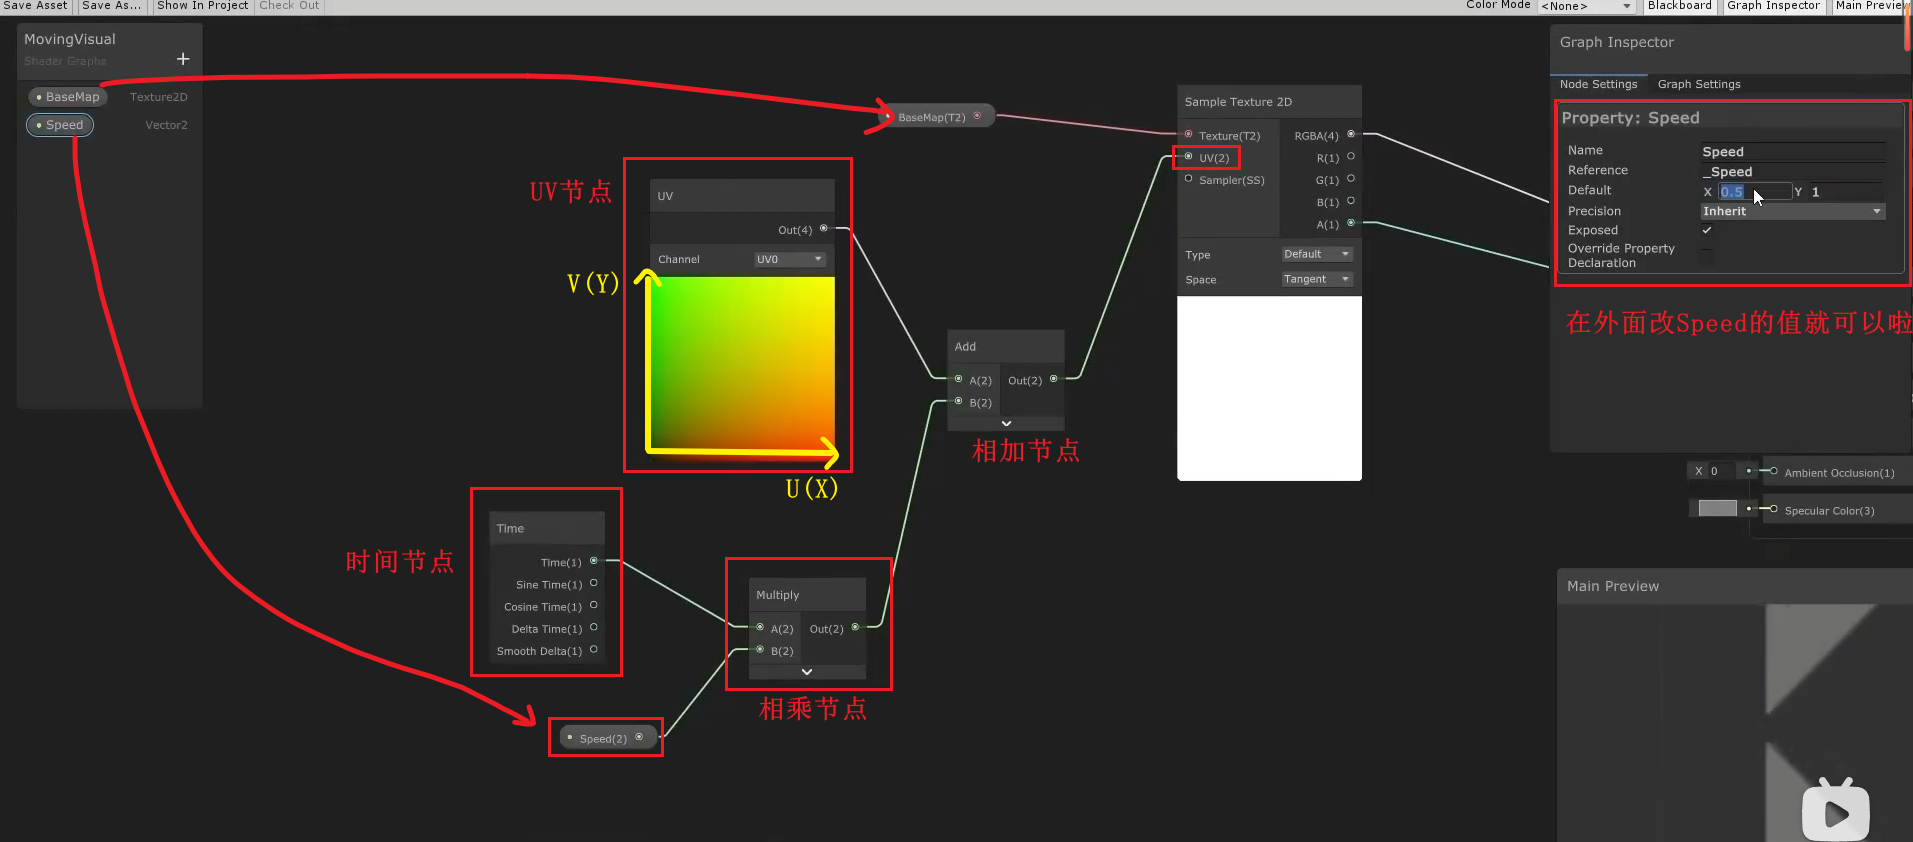 Save Asset Save As... Show In Project Check Out Color Mode <None> Blackboard Graph Inspector Main Preview
MovingVisual
Shader Graphs
+
BaseMap Texture2D
Speed Vector2
BaseMap(T2)
UV节点
UV
Out(4)
Channel UV0
V(Y)
U(X)
时间节点
Time
Time(1)
Sine Time(1)
Cosine Time(1)
Delta Time(1)
Smooth Delta(1)
Speed(2)
Multiply
A(2) Out(2)
B(2)
相乘节点
Add
A(2) Out(2)
B(2)
相加节点
Sample Texture 2D
Texture(T2) RGBA(4)
UV(2) R(1)
Sampler(SS) G(1)
B(1)
A(1)
Type Default
Space Tangent
Graph Inspector
Node Settings Graph Settings
Property: Speed
Name Speed
Reference _Speed
Default X 0.5 Y 1
Precision Inherit
Exposed
Override Property
Declaration
在外面改Speed的值就可以啦
X 0 Ambient Occlusion(1)
Specular Color(3)
Main Preview